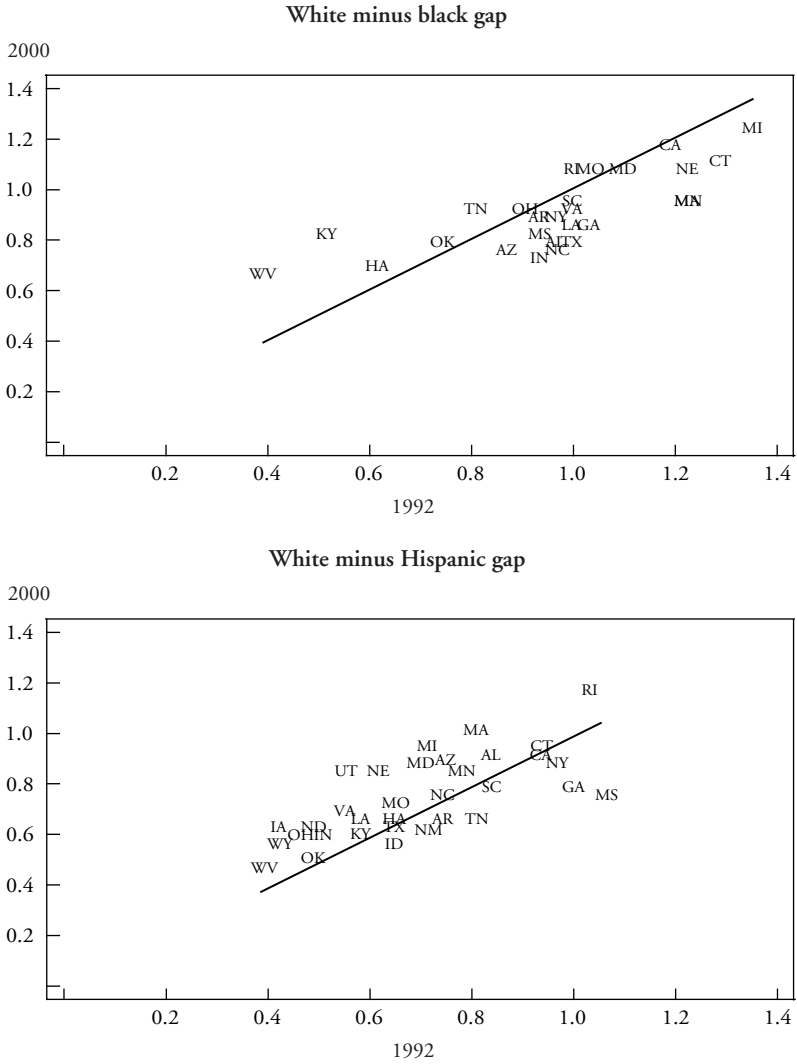 White minus black gap
2000
1.4
MI
1.2
CA
CT
RI MO MD NE
1.0
SC
MN
TN OH VA
AR NY
LA GA
KY MS
0.8
OK TX
AZ NC
IN
HA
WV
0.6
0.4
0.2
0.2 0.4 0.6 0.8 1.0 1.2 1.4
1992
White minus Hispanic gap
2000
1.4
1.2
RI
1.0
MA
MI CT
AZ AL CA
MD NY
UT NE MN
0.8
SC GA
NC MS
MO
VA
LA HA AR TN
IA ND TX
NM
0.6
OH IN KY
WY ID
OK
WV
0.4
0.2
0.2 0.4 0.6 0.8 1.0 1.2 1.4
1992